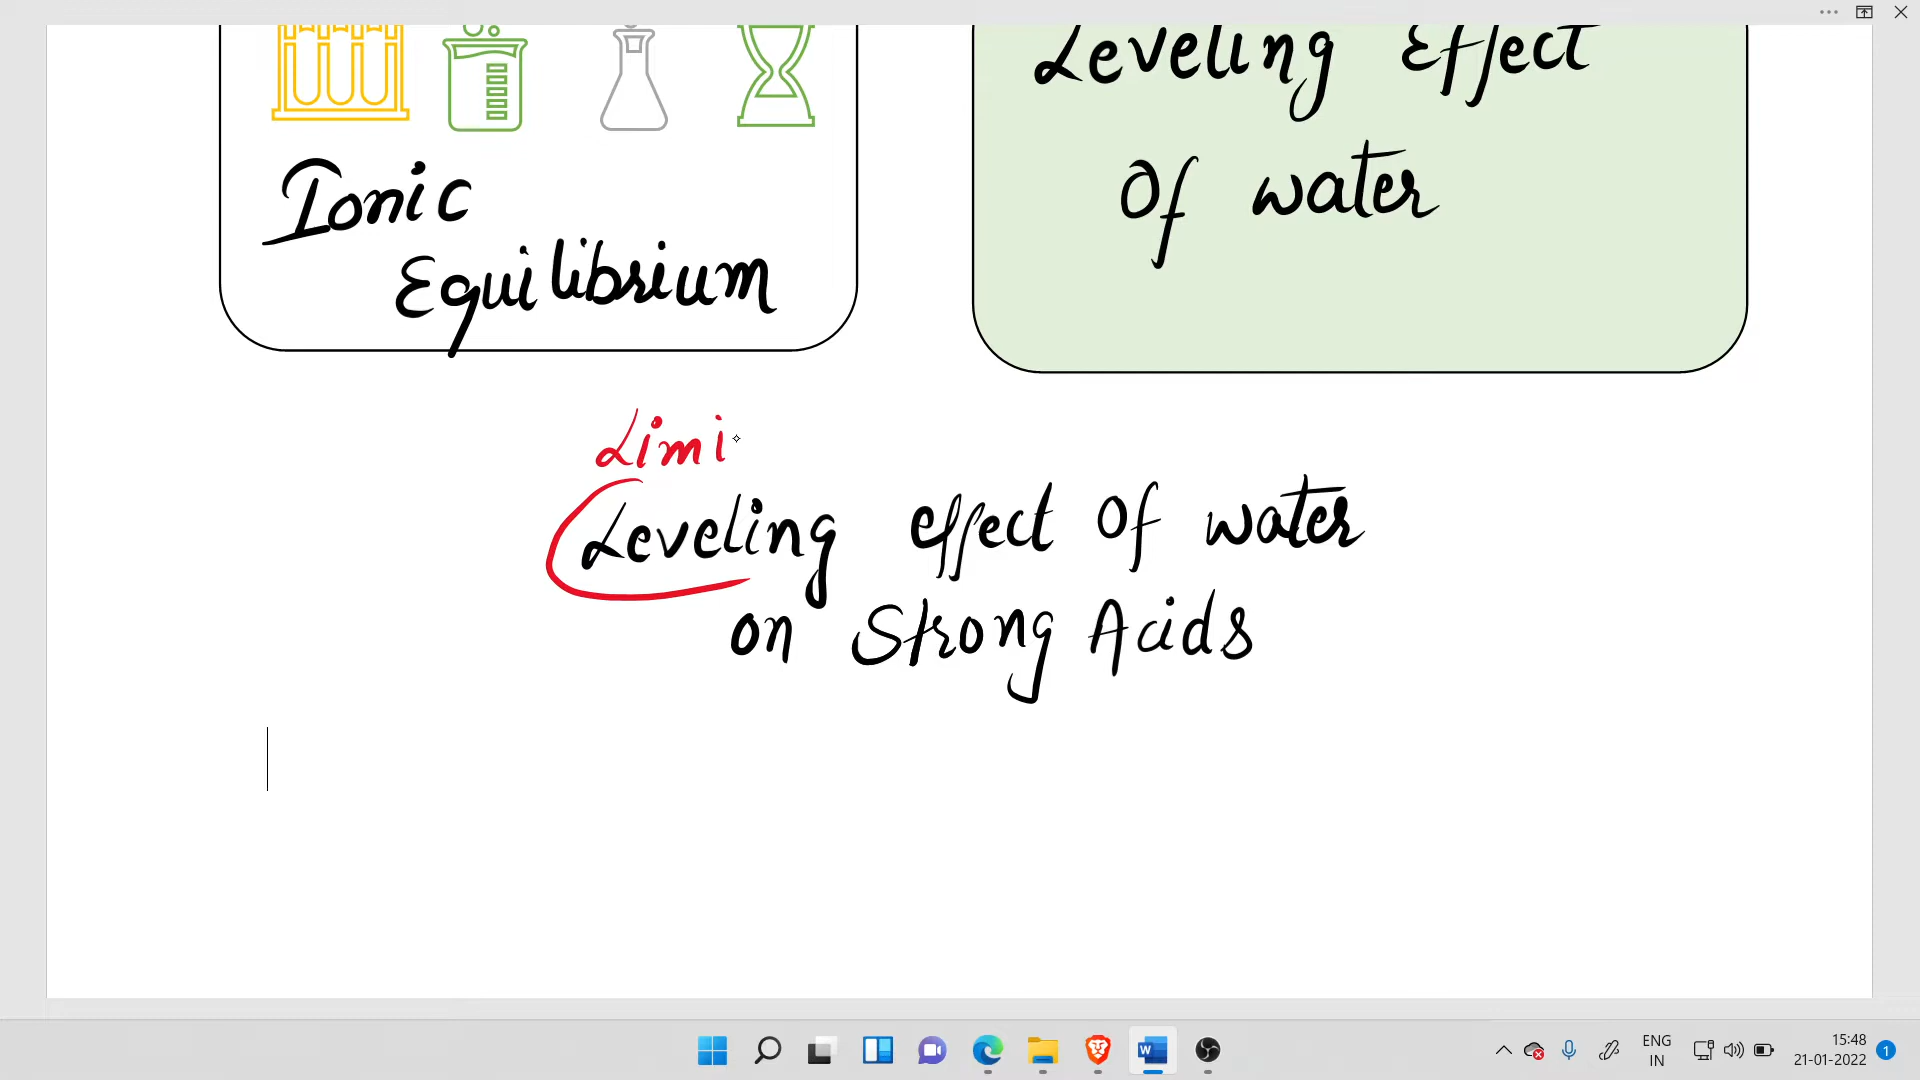 Leveling Effect
Of water
Ionic
Equilibrium
Limi
Leveling effect Of water
on Strong Acids
W
ENG
IN
15:48
21-01-2022
1